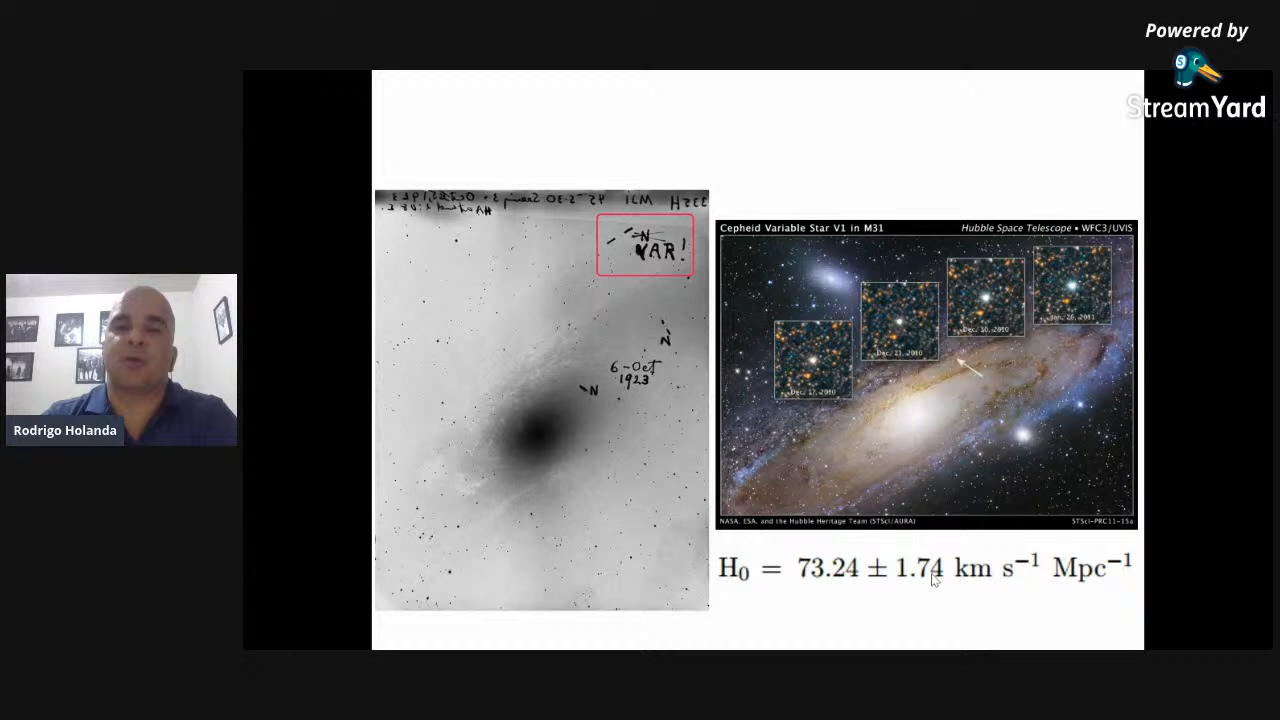 Powered by
StreamYard
N
VAR!
N
6-Oct
1923
N
Cepheid Variable Star V1 in M31
Hubble Space Telescope • WFC3/UVIS
Dec. 17, 2010
Dec. 21, 2010
Dec. 30, 2010
Jan. 26, 2011
NASA, ESA, and the Hubble Heritage Team (STScI/AURA)
STScI-PRC11-15a
H₀ = 73.24 ± 1.74 km s⁻¹ Mpc⁻¹
Rodrigo Holanda